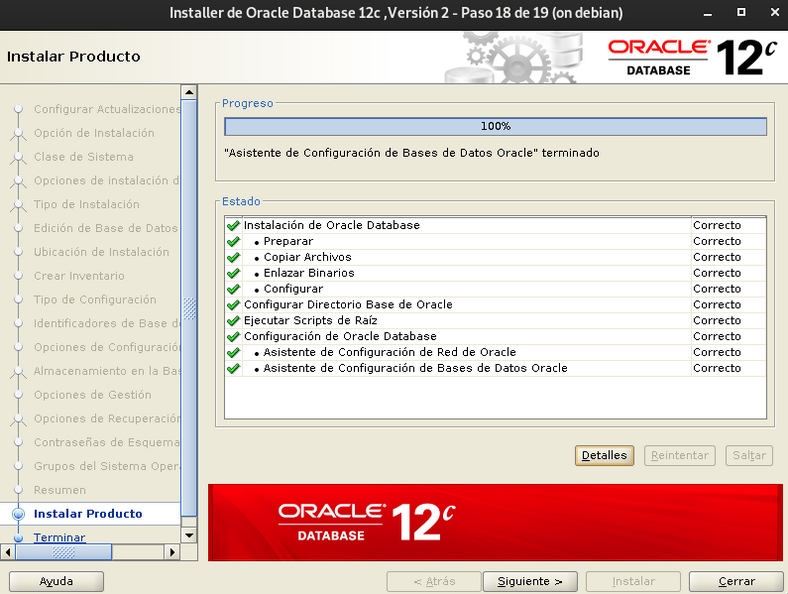 Installer de Oracle Database 12c ,Versión 2 - Paso 18 de 19 (on debian)
Instalar Producto
ORACLE
DATABASE
12c
Configurar Actualizaciones
Opción de Instalación
Clase de Sistema
Opciones de instalación d
Tipo de Instalación
Edición de Base de Datos
Ubicación de Instalación
Crear Inventario
Tipo de Configuración
Identificadores de Base d
Opciones de Configuració
Almacenamiento en la Bas
Opciones de Gestión
Opciones de Recuperación
Contraseñas de Esquema
Grupos del Sistema Oper
Resumen
Instalar Producto
Terminar
Progreso
100%
"Asistente de Configuración de Bases de Datos Oracle" terminado
Estado
Instalación de Oracle Database Correcto
• Preparar Correcto
• Copiar Archivos Correcto
• Enlazar Binarios Correcto
• Configurar Correcto
Configurar Directorio Base de Oracle Correcto
Ejecutar Scripts de Raíz Correcto
Configuración de Oracle Database Correcto
• Asistente de Configuración de Red de Oracle Correcto
• Asistente de Configuración de Bases de Datos Oracle Correcto
Detalles Reintentar Saltar
ORACLE
DATABASE
12c
Ayuda < Atrás Siguiente > Instalar Cerrar